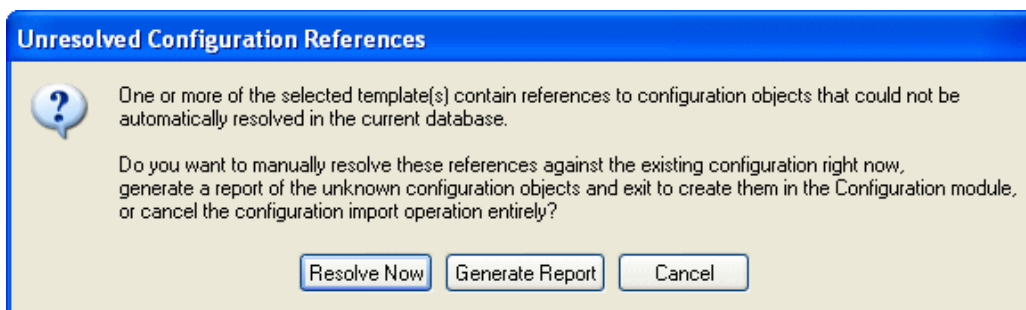 Unresolved Configuration References
One or more of the selected template(s) contain references to configuration objects that could not be
automatically resolved in the current database.
Do you want to manually resolve these references against the existing configuration right now,
generate a report of the unknown configuration objects and exit to create them in the Configuration module,
or cancel the configuration import operation entirely?
Resolve Now Generate Report Cancel